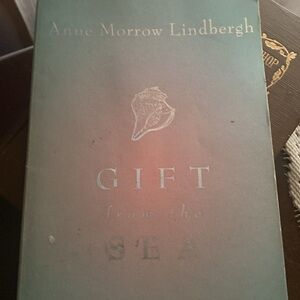 Anne Morrow Lindbergh
GIFT
from the
SEA